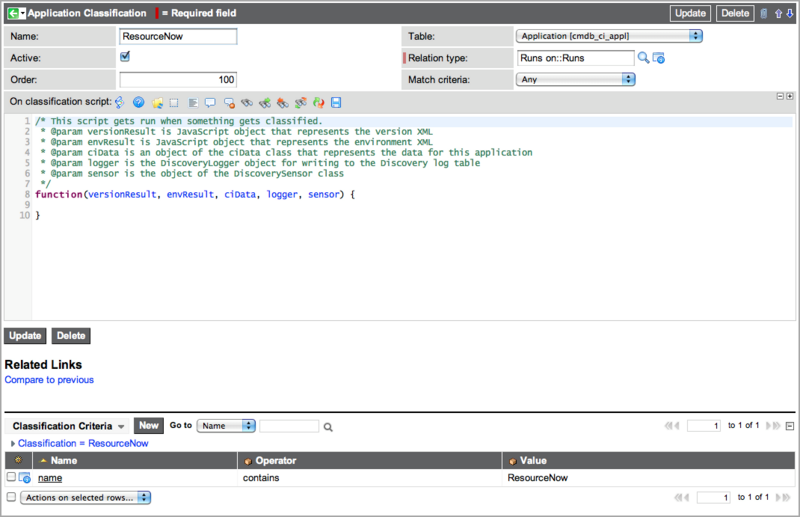 Application Classification = Required field Update Delete
Name: ResourceNow Table: Application [cmdb_ci_appl]
Active: Relation type: Runs on::Runs
Order: 100 Match criteria: Any
On classification script:
1 /* This script gets run when something gets classified.
2 * @param versionResult is JavaScript object that represents the version XML
3 * @param envResult is JavaScript object that represents the environment XML
4 * @param ciData is an object of the ciData class that represents the data for this application
5 * @param logger is the DiscoveryLogger object for writing to the Discovery log table
6 * @param sensor is the object of the DiscoverySensor class
7 */
8 function(versionResult, envResult, ciData, logger, sensor) {
9
10 }
Update Delete
Related Links
Compare to previous
Classification Criteria New Go to Name 1 to 1 of 1
Classification = ResourceNow
Name Operator Value
name contains ResourceNow
Actions on selected rows... 1 to 1 of 1